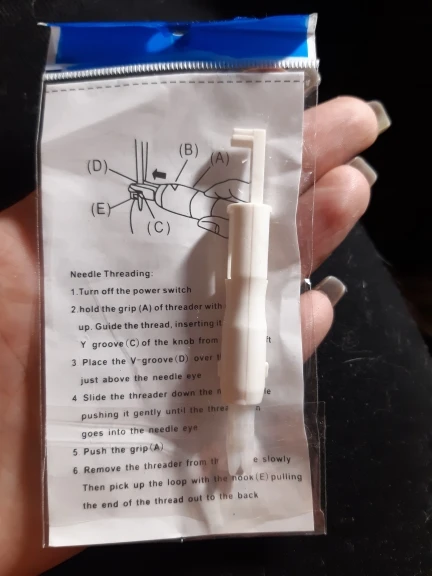 (B)
(A)
(D)
(E)
(C)
Needle Threading:
1.Turn off the power switch
2.hold the grip (A) of threader with
up. Guide the thread, inserting it
Y groove(C) of the knob from
3 Place the V-groove(D) over
just above the needle eye
4 Slide the threader down the
pushing it gently until the
goes into the needle eye
5 Push the grip(A)
6 Remove the threader from slowly
Then pick up the loop with the hook(E)pulling
the end of the thread out to the back